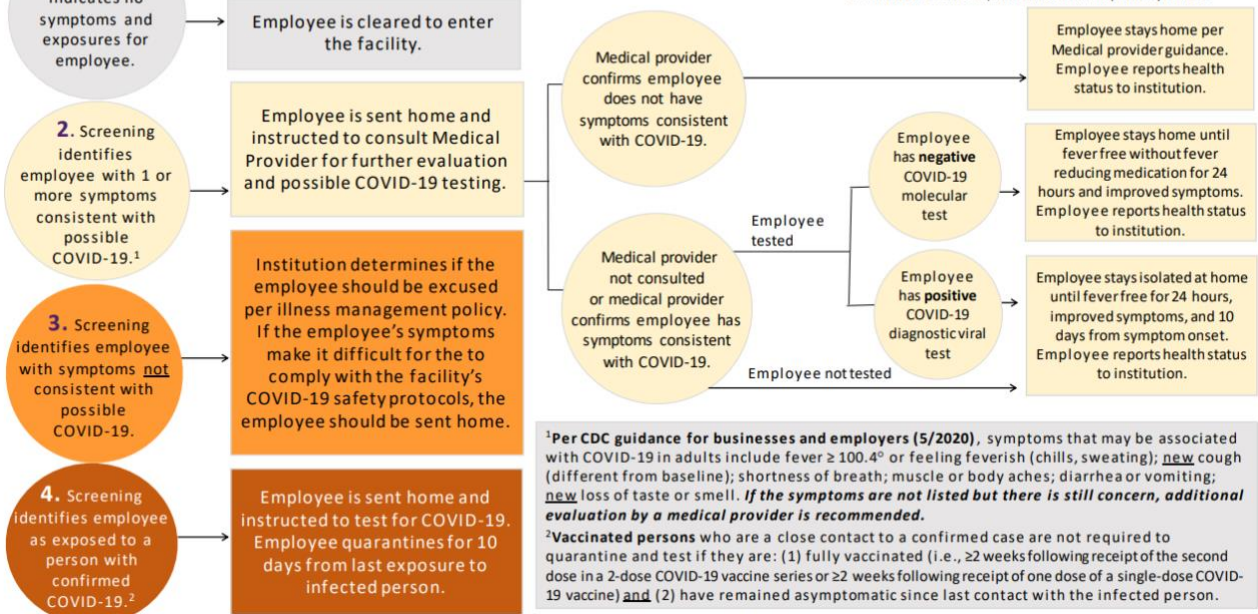 symptoms and
exposures for
employee.
Employee is cleared to enter
the facility.
2. Screening
identifies
employee with 1 or
more symptoms
consistent with
possible
COVID-19.¹
Employee is sent home and
instructed to consult Medical
Provider for further evaluation
and possible COVID-19 testing.
3. Screening
identifies employee
with symptoms not
consistent with
possible
COVID-19.
Institution determines if the
employee should be excused
per illness management policy.
If the employee's symptoms
make it difficult for the to
comply with the facility's
COVID-19 safety protocols, the
employee should be sent home.
4. Screening
identifies employee
as exposed to a
person with
confirmed
COVID-19.²
Employee is sent home and
instructed to test for COVID-19.
Employee quarantines for 10
days from last exposure to
infected person.
Medical provider
confirms employee
does not have
symptoms consistent
with COVID-19.
Employee stays home per
Medical provider guidance.
Employee reports health
status to institution.
Medical provider
not consulted
or medical provider
confirms employee has
symptoms consistent
with COVID-19.
Employee
tested
Employee
has negative
COVID-19
molecular
test
Employee stays home until
fever free without fever
reducing medication for 24
hours and improved symptoms.
Employee reports health status
to institution.
Employee
has positive
COVID-19
diagnostic viral
test
Employee stays isolated at home
until fever free for 24 hours,
improved symptoms, and 10
days from symptom onset.
Employee reports health status
to institution.
Employee not tested
¹Per CDC guidance for businesses and employers (5/2020), symptoms that may be associated
with COVID-19 in adults include fever ≥ 100.4° or feeling feverish (chills, sweating); new cough
(different from baseline); shortness of breath; muscle or body aches; diarrhea or vomiting;
new loss of taste or smell. If the symptoms are not listed but there is still concern, additional
evaluation by a medical provider is recommended.
²Vaccinated persons who are a close contact to a confirmed case are not required to
quarantine and test if they are: (1) fully vaccinated (i.e., ≥2 weeks following receipt of the second
dose in a 2-dose COVID-19 vaccine series or ≥2 weeks following receipt of one dose of a single-dose COVID-
19 vaccine) and (2) have remained asymptomatic since last contact with the infected person.